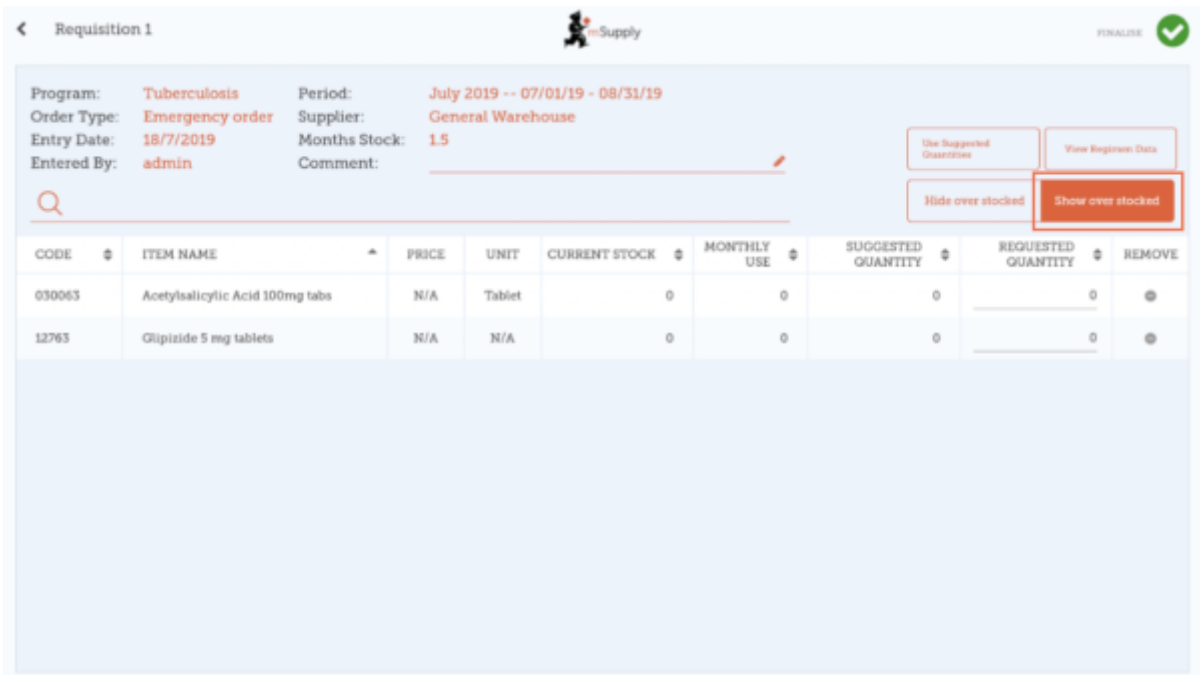 Requisition 1
mSupply
FINALISE
Program: Tuberculosis Period: July 2019 -- 07/01/19 - 08/31/19
Order Type: Emergency order Supplier: General Warehouse
Entry Date: 18/7/2019 Months Stock: 1.5
Entered By: admin Comment:
Use Suggested
Quantities
View Regimen Data
Hide over stocked
Show over stocked
CODE ITEM NAME PRICE UNIT CURRENT STOCK MONTHLY USE SUGGESTED QUANTITY REQUESTED QUANTITY REMOVE
030063 Acetylsalicylic Acid 100mg tabs N/A Tablet 0 0 0 0
12763 Glipizide 5 mg tablets N/A N/A 0 0 0 0